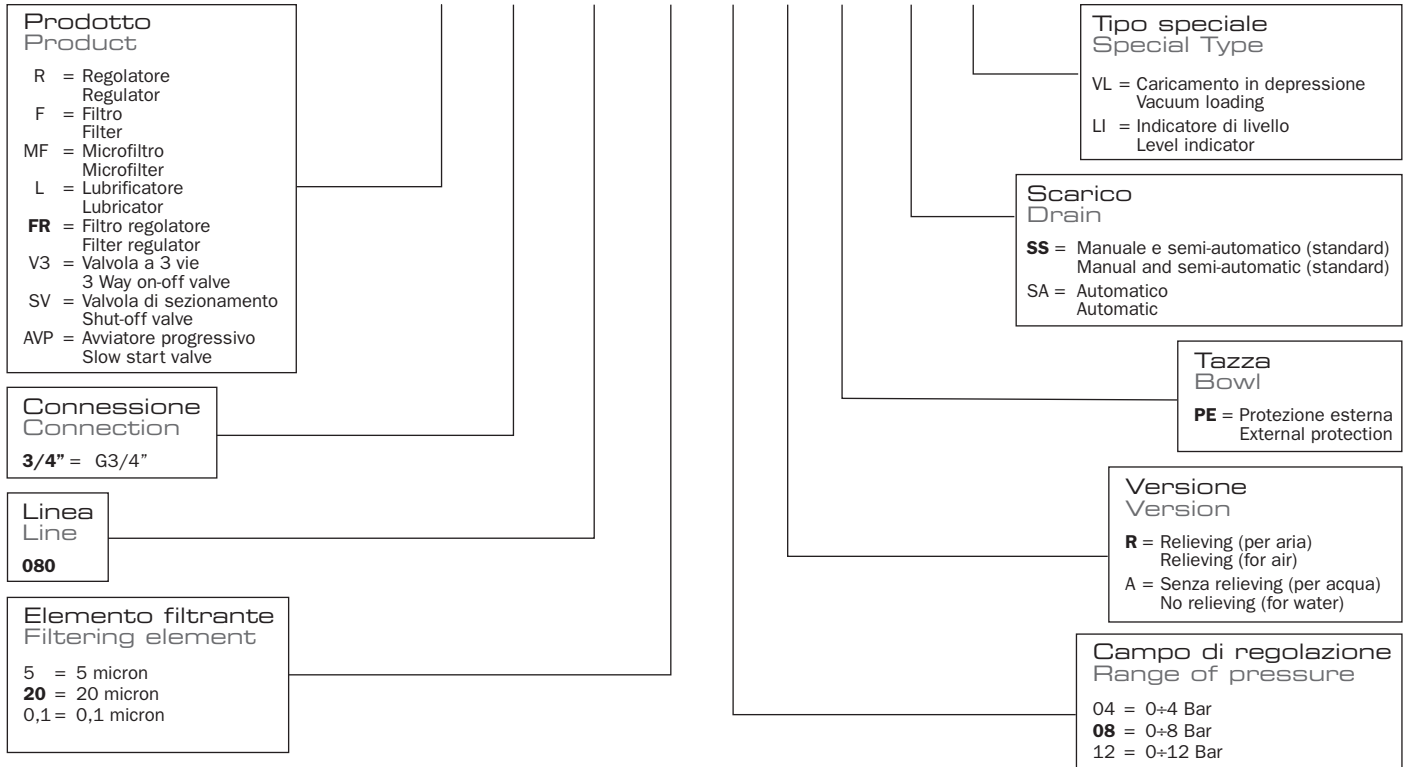 Prodotto
Product
R = Regolatore
Regulator
F = Filtro
Filter
MF = Microfiltro
Microfilter
L = Lubrificatore
Lubricator
FR = Filtro regolatore
Filter regulator
V3 = Valvola a 3 vie
3 Way on-off valve
SV = Valvola di sezionamento
Shut-off valve
AVP = Avviatore progressivo
Slow start valve
Connessione
Connection
3/4” = G3/4”
Linea
Line
080
Elemento filtrante
Filtering element
5 = 5 micron
20 = 20 micron
0,1 = 0,1 micron
Tipo speciale
Special Type
VL = Caricamento in depressione
Vacuum loading
LI = Indicatore di livello
Level indicator
Scarico
Drain
SS = Manuale e semi-automatico (standard)
Manual and semi-automatic (standard)
SA = Automatico
Automatic
Tazza
Bowl
PE = Protezione esterna
External protection
Versione
Version
R = Relieving (per aria)
Relieving (for air)
A = Senza relieving (per acqua)
No relieving (for water)
Campo di regolazione
Range of pressure
04 = 0÷4 Bar
08 = 0÷8 Bar
12 = 0÷12 Bar